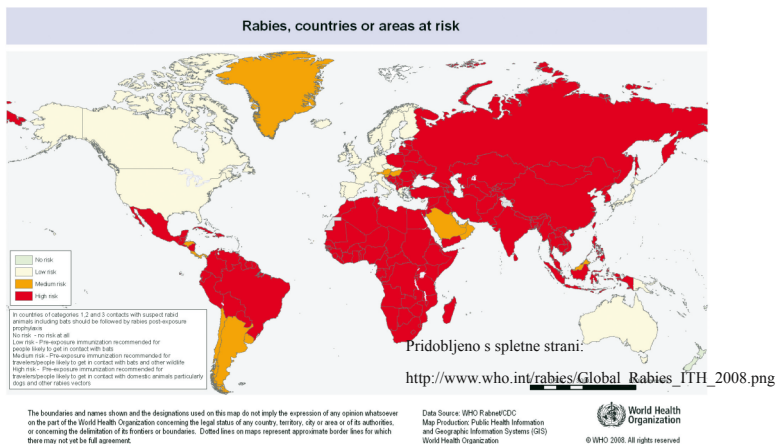 Rabies, countries or areas at risk
No risk
Low risk
Medium risk
High risk
In countries of categories 1,2 and 3 contacts with suspect rabid
animals including bats should be followed by rabies post-exposure
prophylaxis
No risk - no risk at all
Low risk - Pre-exposure immunization recommended for
people likely to get in contact with bats
Medium risk - Pre-exposure immunization recommended for
travelers/people likely to get in contact with bats and other wildlife
High risk - Pre-exposure immunization recommended for
travelers/people likely to get in contact with domestic animals particularly
dogs and other rabies vectors
Pridobljeno s spletne strani:
http://www.who.int/rabies/Global_Rabies_ITH_2008.png
The boundaries and names shown and the designations used on this map do not imply the expression of any opinion whatsoever
on the part of the World Health Organization concerning the legal status of any country, territory, city or area or of its authorities,
or concerning the delimitation of its frontiers or boundaries. Dotted lines on maps represent approximate border lines for which
there may not yet be full agreement.
Data Source: WHO Rabnet/CDC
Map Production: Public Health Information
and Geographic Information Systems (GIS)
World Health Organization
World Health
Organization
© WHO 2008. All rights reserved